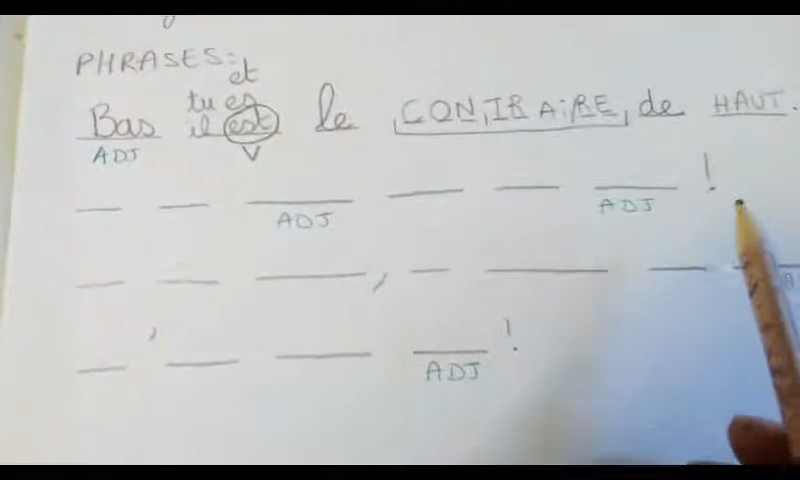 PHRASES:
et
tu es
Bas il est le CONTRAIRE de HAUT.
ADJ V
!
ADJ ADJ
,
' !
ADJ